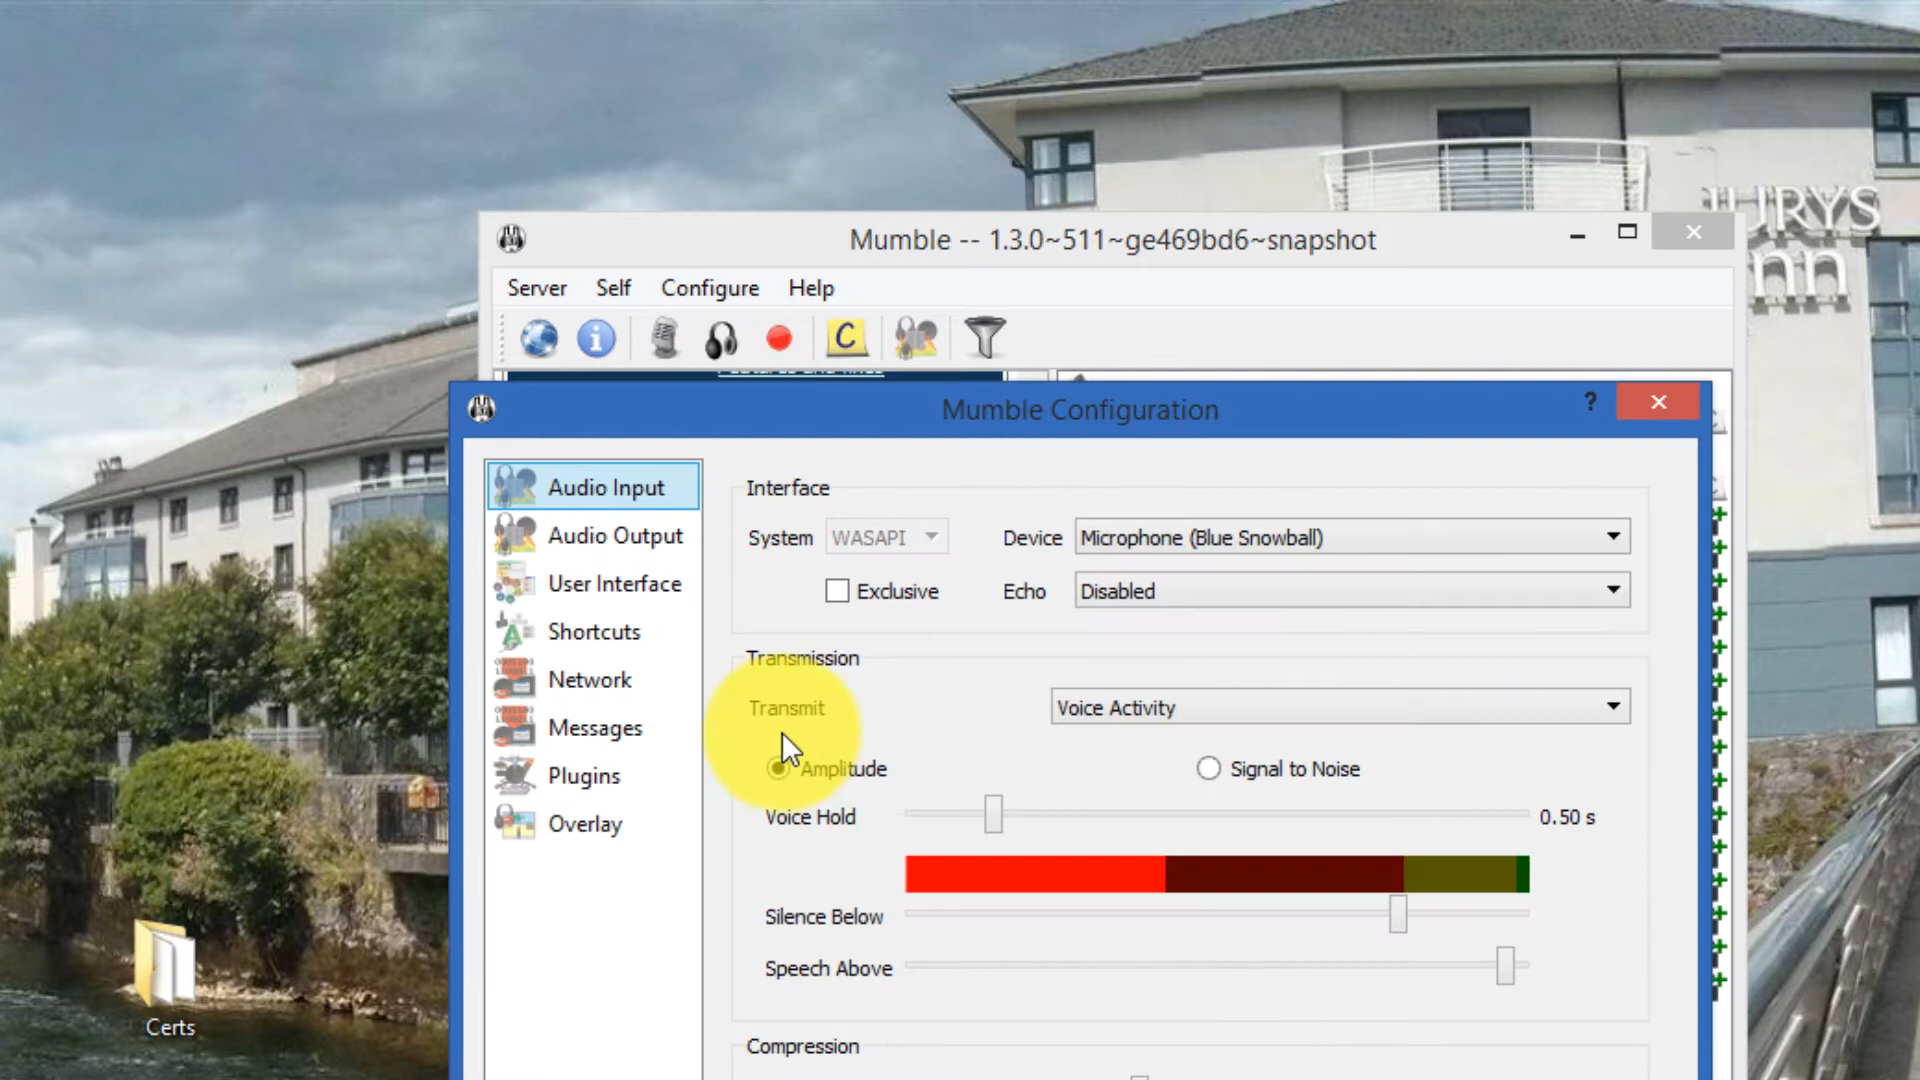 JURYS
Inn
Mumble -- 1.3.0~511~ge469bd6~snapshot
Server Self Configure Help
C
Mumble Configuration
?
Audio Input
Audio Output
User Interface
Shortcuts
Network
Messages
Plugins
Overlay
Interface
System WASAPI Device Microphone (Blue Snowball)
Exclusive Echo Disabled
Transmission
Transmit Voice Activity
Amplitude Signal to Noise
Voice Hold 0.50 s
Silence Below
Speech Above
Compression
Certs